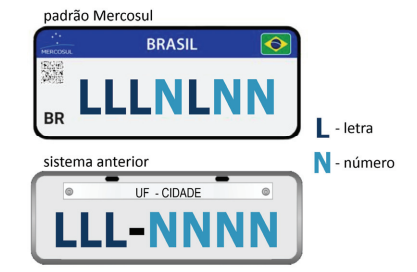 padrão Mercosul
MERCOSUL
BRASIL
LLLNLNN
BR
L - letra
N - número
sistema anterior
UF - CIDADE
LLL-NNNN